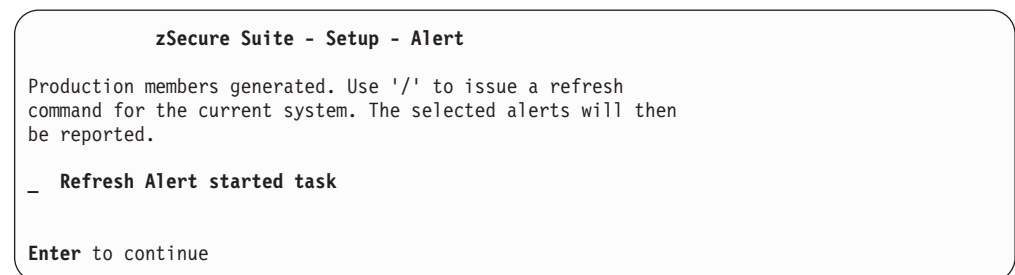 zSecure Suite - Setup - Alert
Production members generated. Use '/' to issue a refresh
command for the current system. The selected alerts will then
be reported.
_ Refresh Alert started task
Enter to continue